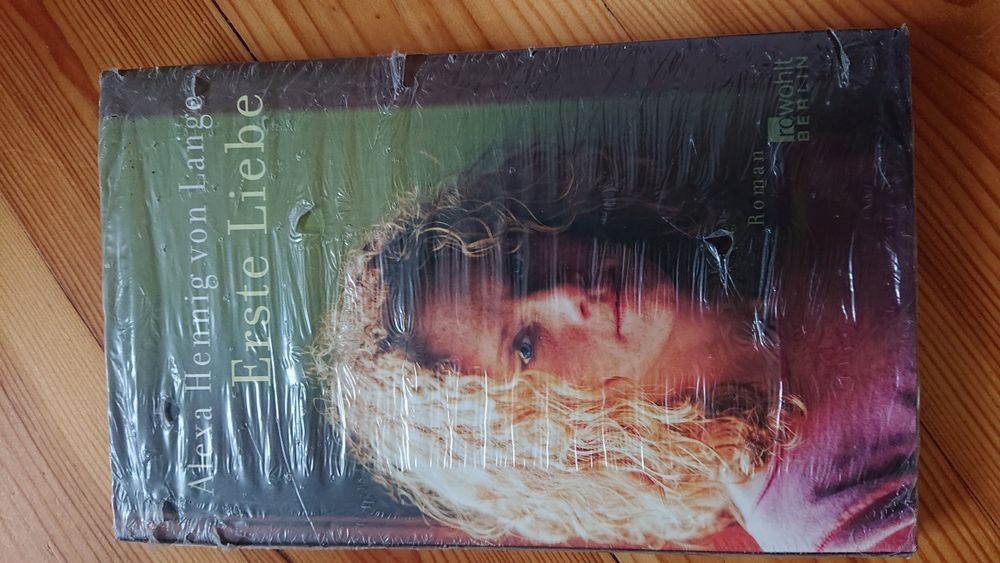 Alexa Hennig von Lange
Erste Liebe
Roman
rowohlt
BERLIN